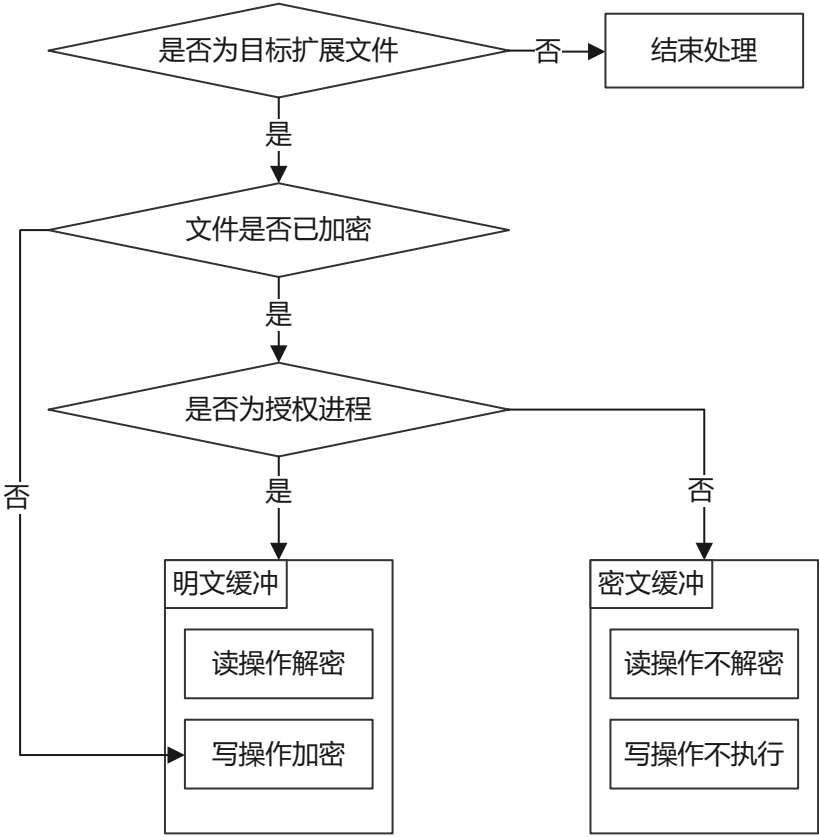 是否为目标扩展文件
否
结束处理
是
文件是否已加密
是
是否为授权进程
否
是
否
明文缓冲
密文缓冲
读操作解密
读操作不解密
写操作加密
写操作不执行